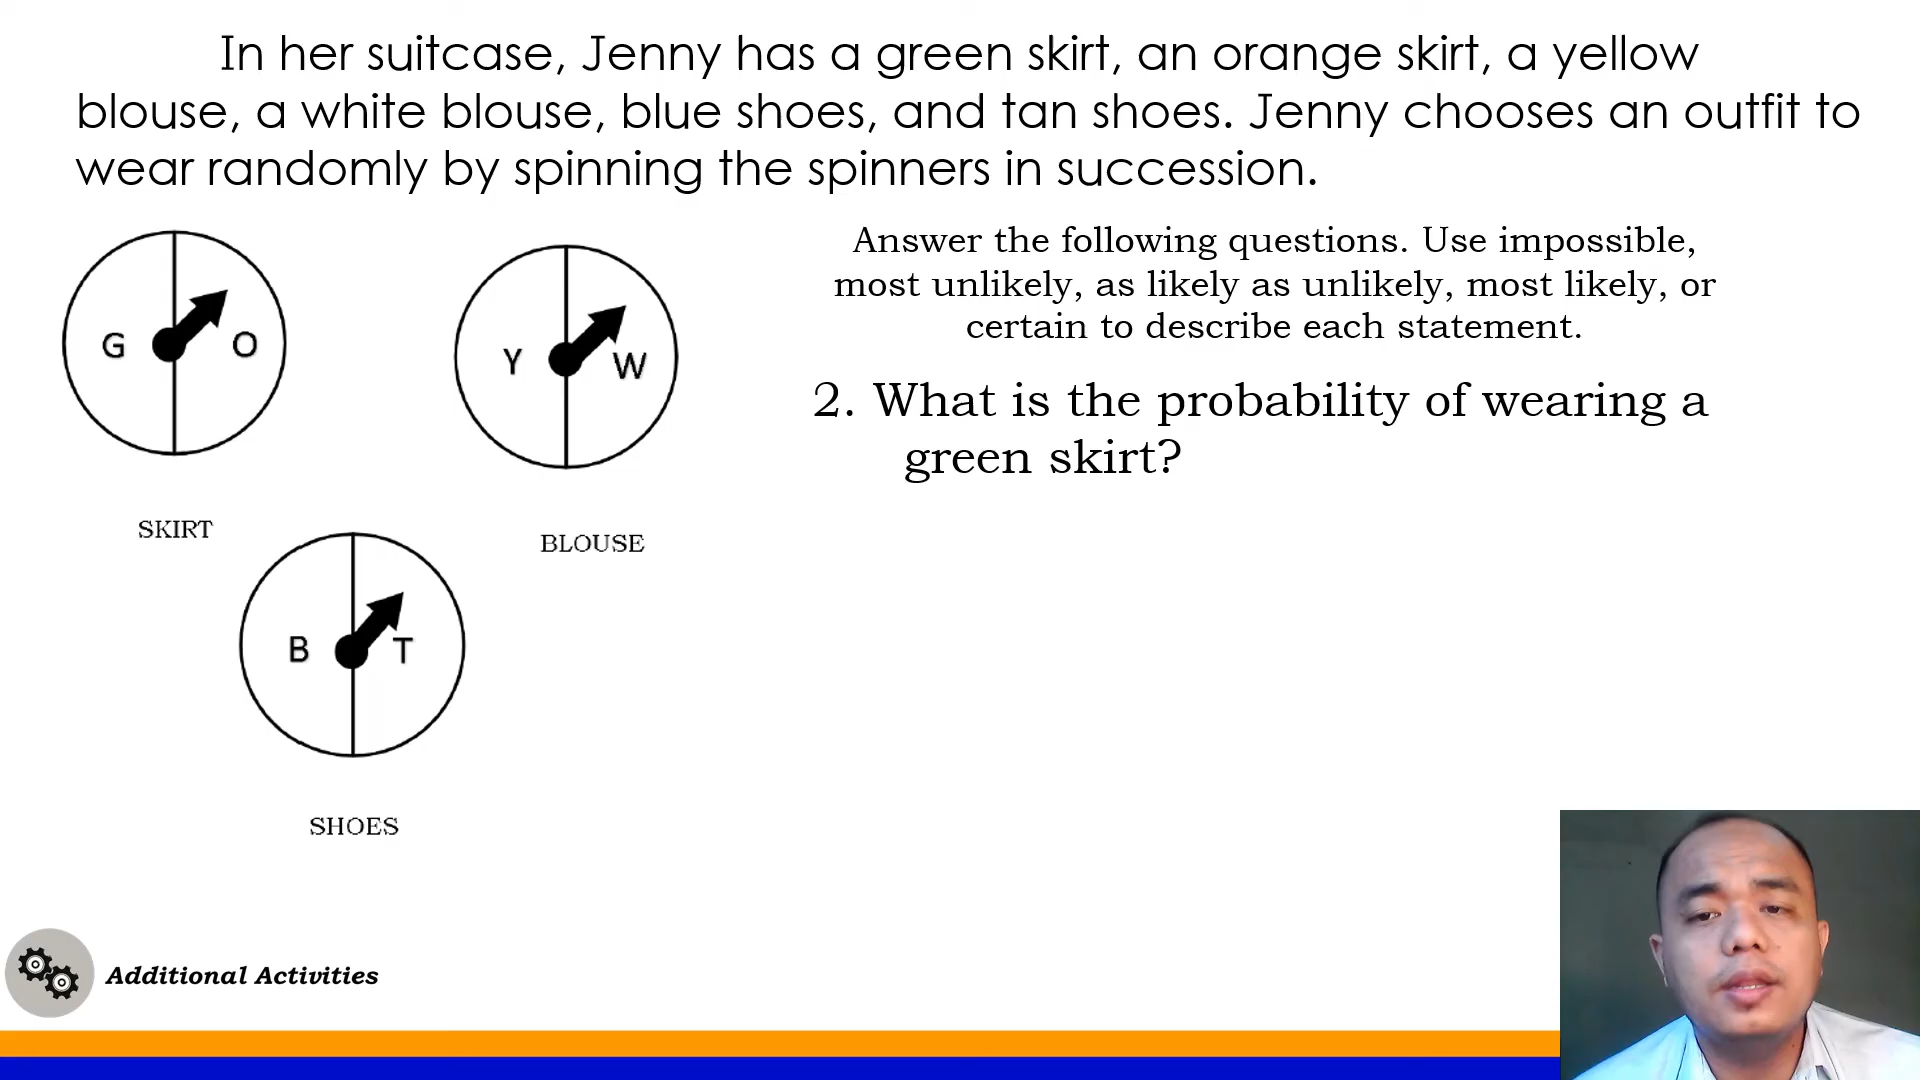 In her suitcase, Jenny has a green skirt, an orange skirt, a yellow
blouse, a white blouse, blue shoes, and tan shoes. Jenny chooses an outfit to
wear randomly by spinning the spinners in succession.
G O
SKIRT
Y W
BLOUSE
B T
SHOES
Answer the following questions. Use impossible,
most unlikely, as likely as unlikely, most likely, or
certain to describe each statement.
2. What is the probability of wearing a
green skirt?
Additional Activities